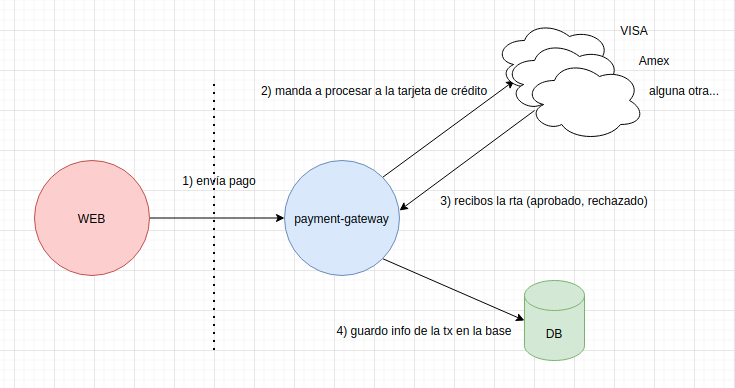 VISA
Amex
2) manda a procesar a la tarjeta de crédito
alguna otra...
1) envía pago
3) recibos la rta (aprobado, rechazado)
WEB
payment-gateway
4) guardo info de la tx en la base
DB